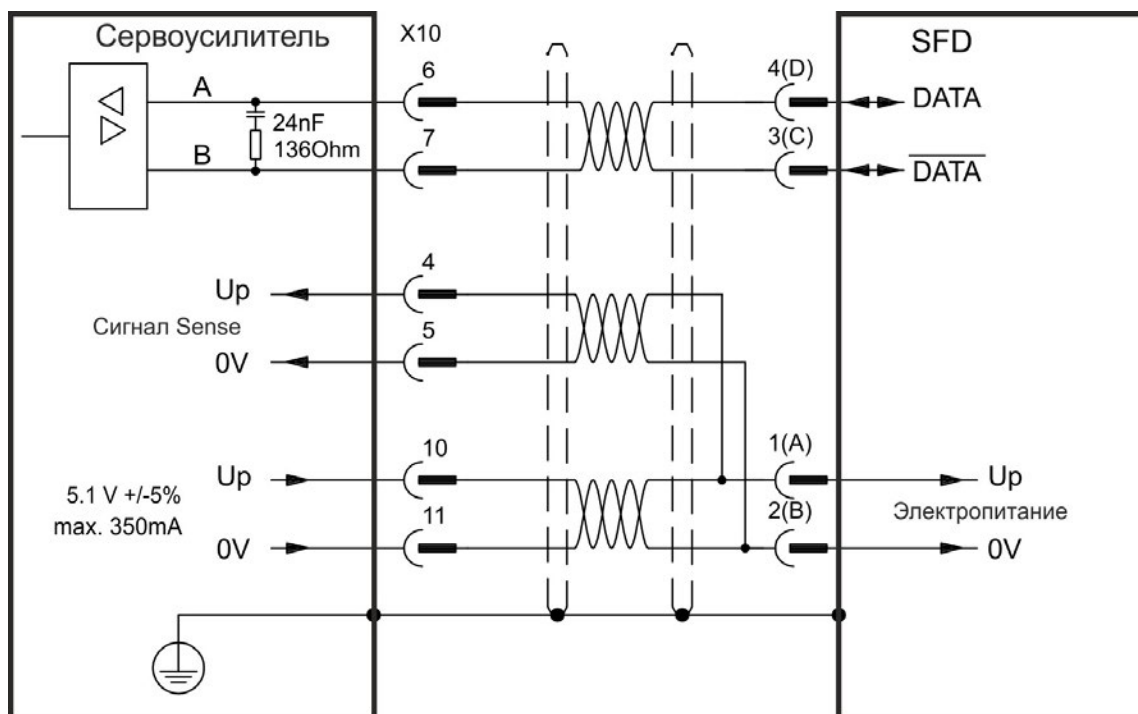 Сервоусилитель
X10
SFD
A
6
4(D)
DATA
24nF
136Ohm
B
7
3(C)
DATA
Up
4
Сигнал Sense
0V
5
Up
10
1(A)
Up
5.1 V +/-5%
max. 350mA
Электропитание
0V
11
2(B)
0V